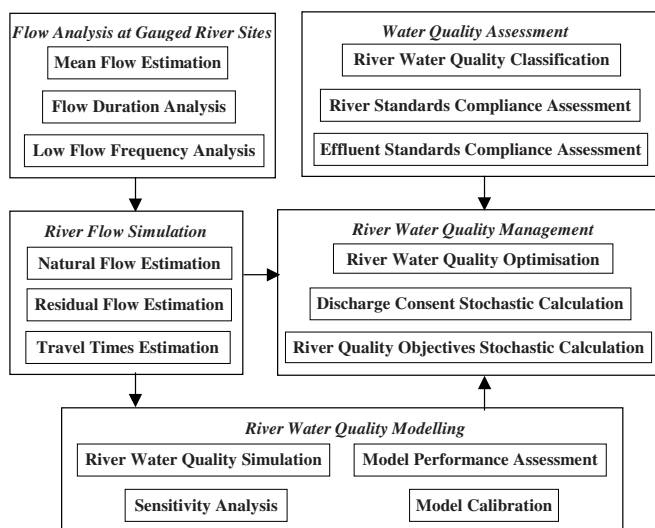 Flow Analysis at Gauged River Sites
Mean Flow Estimation
Flow Duration Analysis
Low Flow Frequency Analysis
Water Quality Assessment
River Water Quality Classification
River Standards Compliance Assessment
Effluent Standards Compliance Assessment
River Flow Simulation
Natural Flow Estimation
Residual Flow Estimation
Travel Times Estimation
River Water Quality Management
River Water Quality Optimisation
Discharge Consent Stochastic Calculation
River Quality Objectives Stochastic Calculation
River Water Quality Modelling
River Water Quality Simulation
Model Performance Assessment
Sensitivity Analysis
Model Calibration